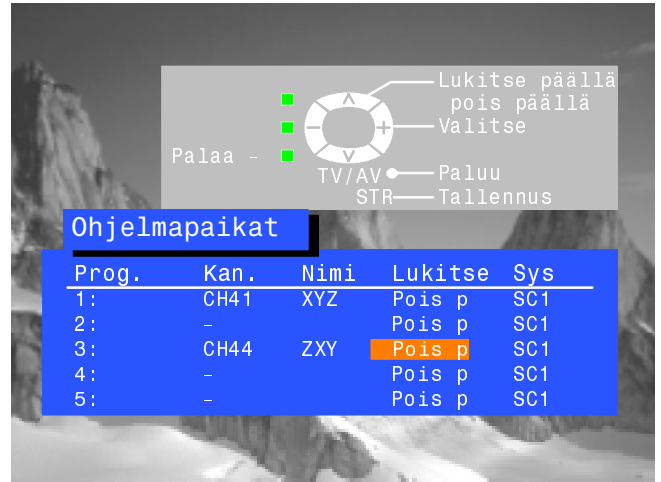 Lukitse päällä
pois päällä
Valitse
Palaa -
TV/AV Paluu
STR Tallennus
Ohjelmapaikat
Prog. Kan. Nimi Lukitse Sys
1: CH41 XYZ Pois p SC1
2: - Pois p SC1
3: CH44 ZXY Pois p SC1
4: - Pois p SC1
5: - Pois p SC1